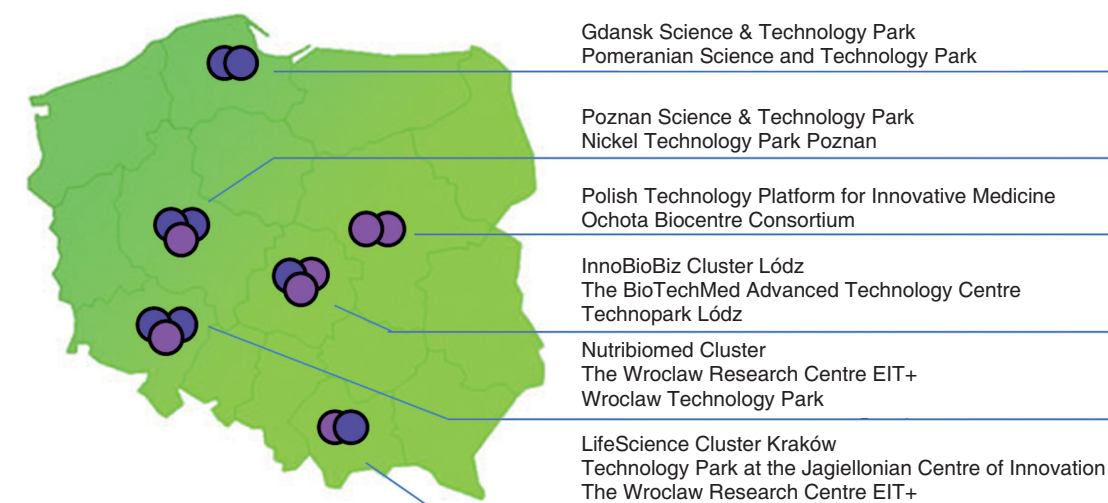 Gdansk Science & Technology Park
Pomeranian Science and Technology Park
Poznan Science & Technology Park
Nickel Technology Park Poznan
Polish Technology Platform for Innovative Medicine
Ochota Biocentre Consortium
InnoBioBiz Cluster Lódz
The BioTechMed Advanced Technology Centre
Technopark Lódz
Nutribiomed Cluster
The Wroclaw Research Centre EIT+
Wroclaw Technology Park
LifeScience Cluster Kraków
Technology Park at the Jagiellonian Centre of Innovation
The Wroclaw Research Centre EIT+